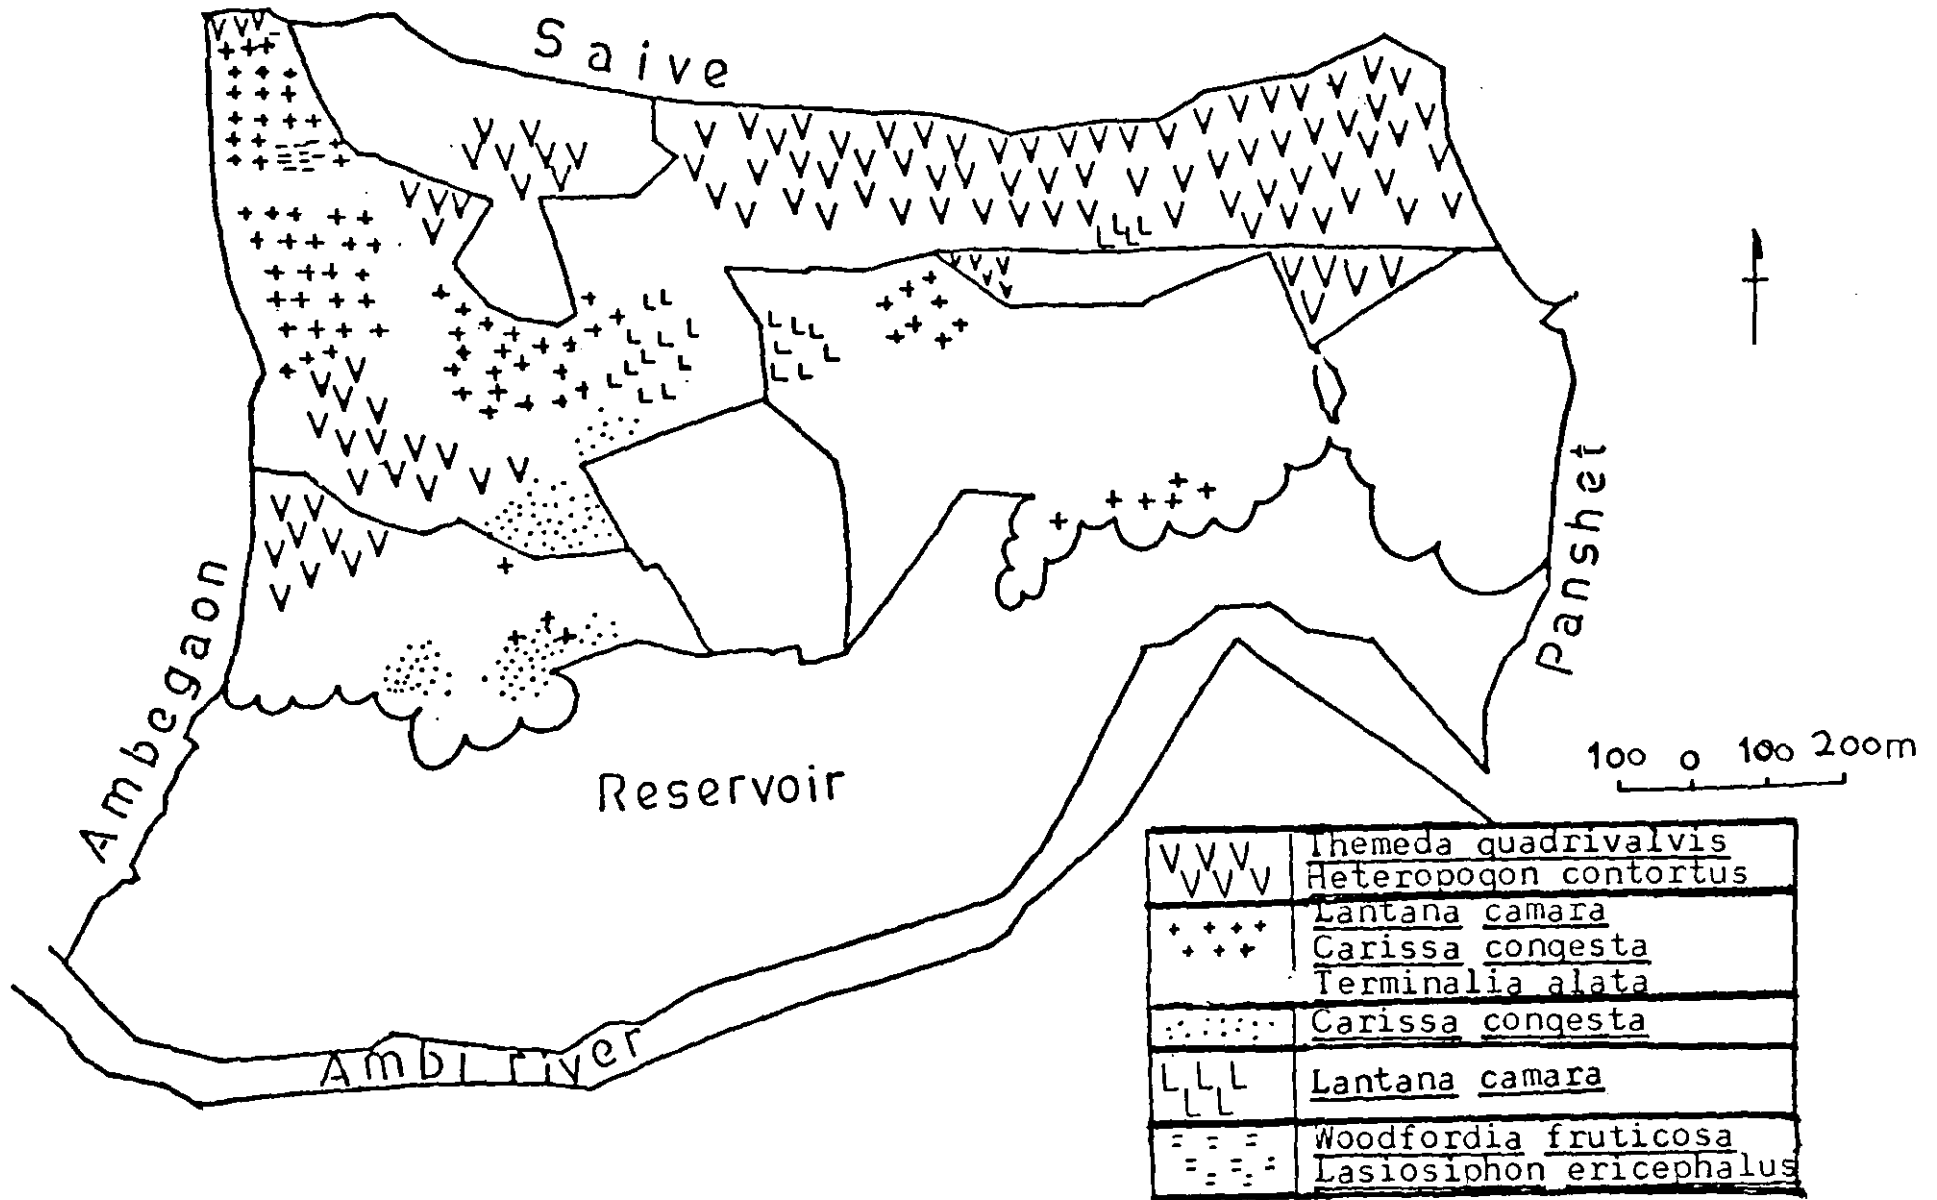 Saive
Ambegaon
Panshet
Reservoir
Ambi river
100 0 100 200m
Themeda quadrivalvis
Heteropogon contortus
Lantana camara
Carissa congesta
Terminalia alata
Carissa congesta
Lantana camara
Woodfordia fruticosa
Lasiosiphon ericephalus